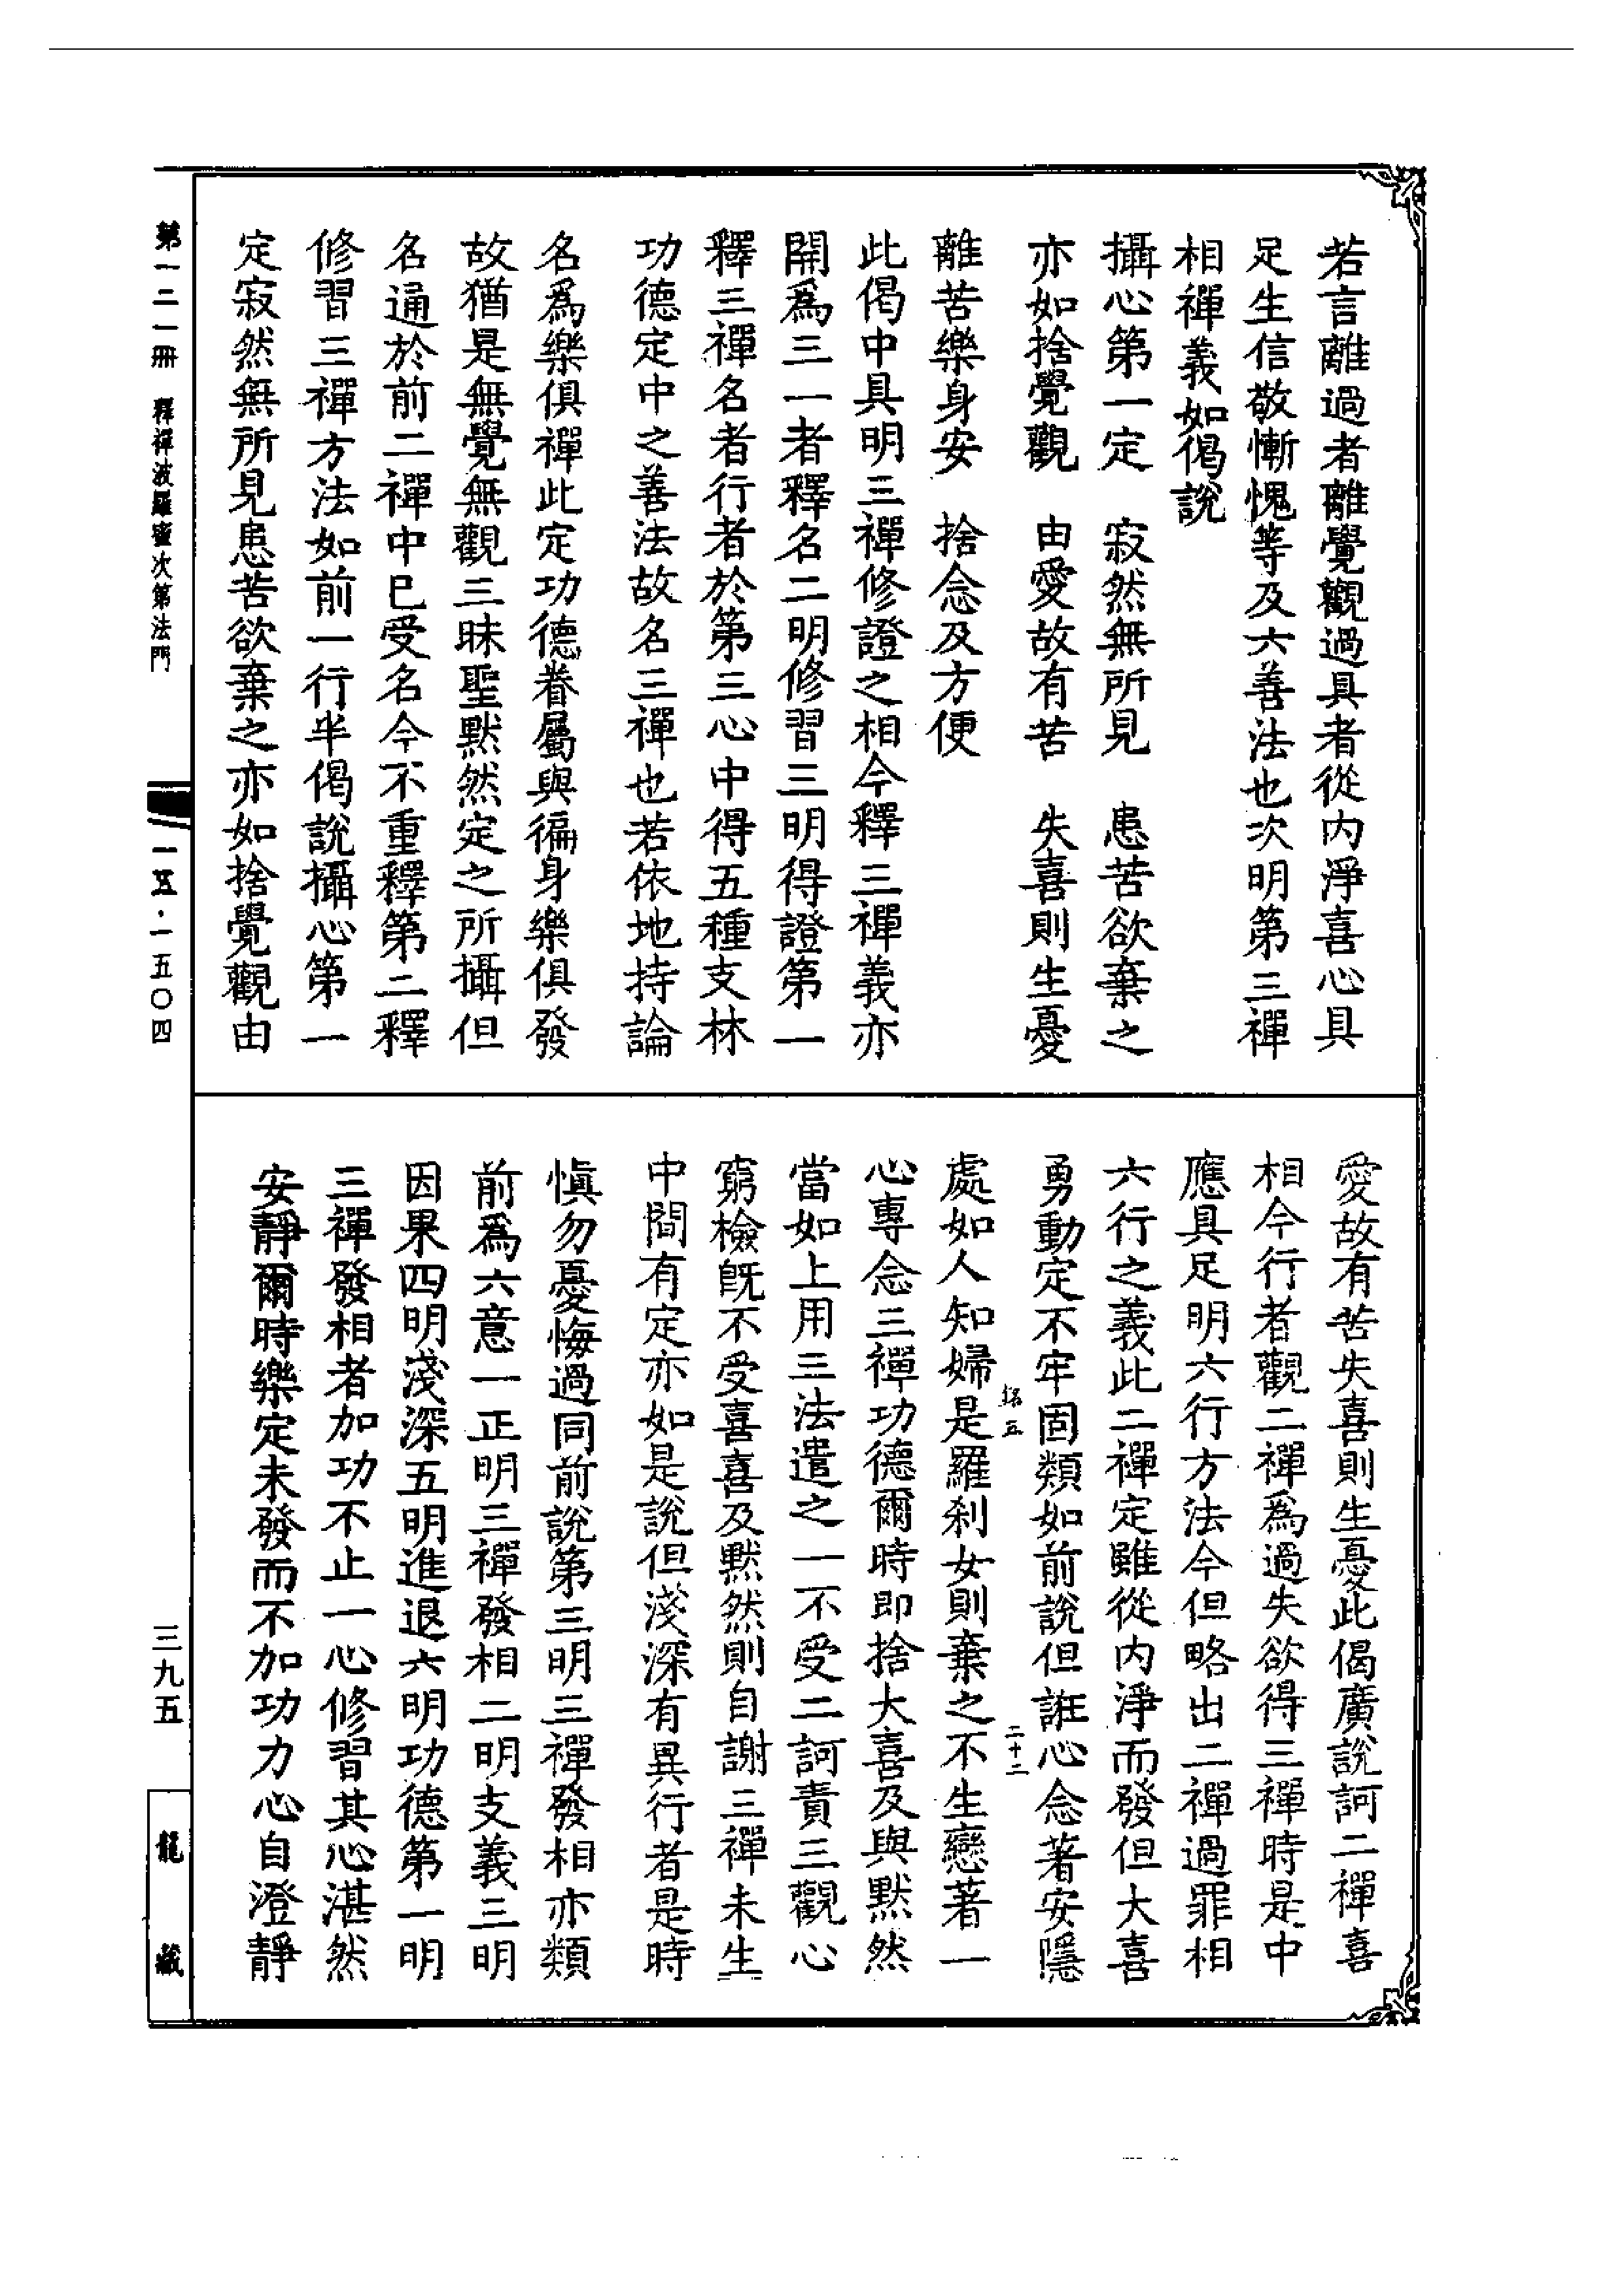 若言離過者離覺觀過具者從內淨喜心具
足生信敬慚愧等及六善法也次明第三禪
相禪義如偈說
攝心第一定　寂然無所見　患苦欲棄之
亦如捨覺觀　由愛故有苦　失喜則生憂
離苦樂身安　捨念及方便
此偈中具明三禪修證之相今釋三禪義亦
開爲三一者釋名二明修習三明得證第一
釋三禪名者行者於第三心中得五種支林
功德定中之善法故名三禪也若依地持論
名爲樂俱禪此定功德眷屬與徧身樂俱發
故猶是無覺無觀三昧聖默然定之所攝但
名通於前二禪中已受名今不重釋第二釋
修習三禪方法如前一行半偈說攝心第一
定寂然無所見患苦欲棄之亦如捨覺觀由
愛故有苦失喜則生憂此偈廣說訶二禪喜
相今行者觀二禪爲過失欲得三禪時是中
應具足明六行方法今但略出二禪過罪相
六行之義此二禪定雖從內淨而發但大喜
勇動定不牢固類如前說但誑心念著安隱
二十二
處如人知婦是羅刹女則棄之不生戀著一
心專念三禪功德爾時即捨大喜及與默然
當如上用三法遣之一不受二訶責三觀心
窮檢旣不受喜喜及默然則自謝三禪未生
中間有定亦如是說但淺深有異行者是時
慎勿憂悔過同前說第三明三禪發相亦類
前爲六意一正明三禪發相二明支義三明
因果四明淺深五明進退六明功德第一明
三禪發相者加功不止一心修習其心湛然
安靜爾時樂定未發而不加功力心自澄靜
第一二一冊　釋禪波羅蜜次第法門
一五·一五〇四
三九五
龍藏